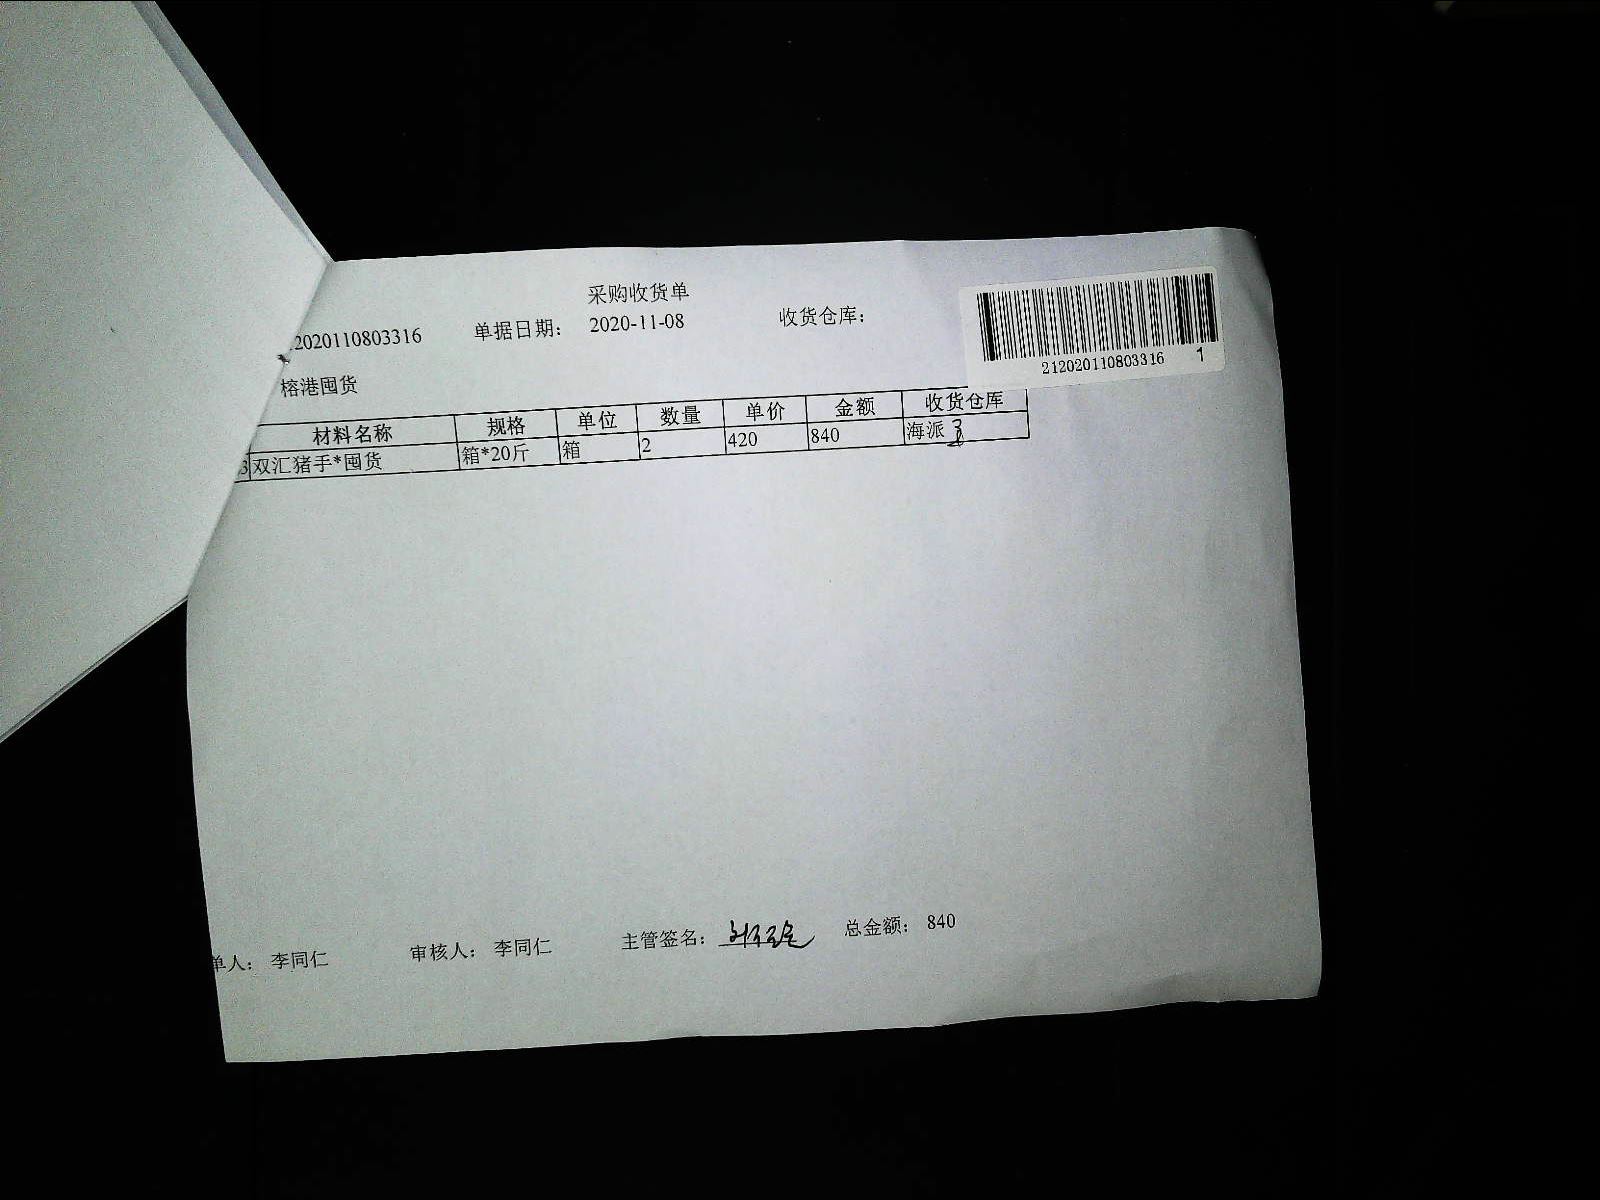 采购收货单
2020110803316 单据日期: 2020-11-08 收货仓库:
212020110803316 1
榕港囤货
材料名称 规格 单位 数量 单价 金额 收货仓库
3 双汇猪手*囤货 箱*20斤 箱 2 420 840 海派
单人: 李同仁 审核人: 李同仁 主管签名: 总金额: 840